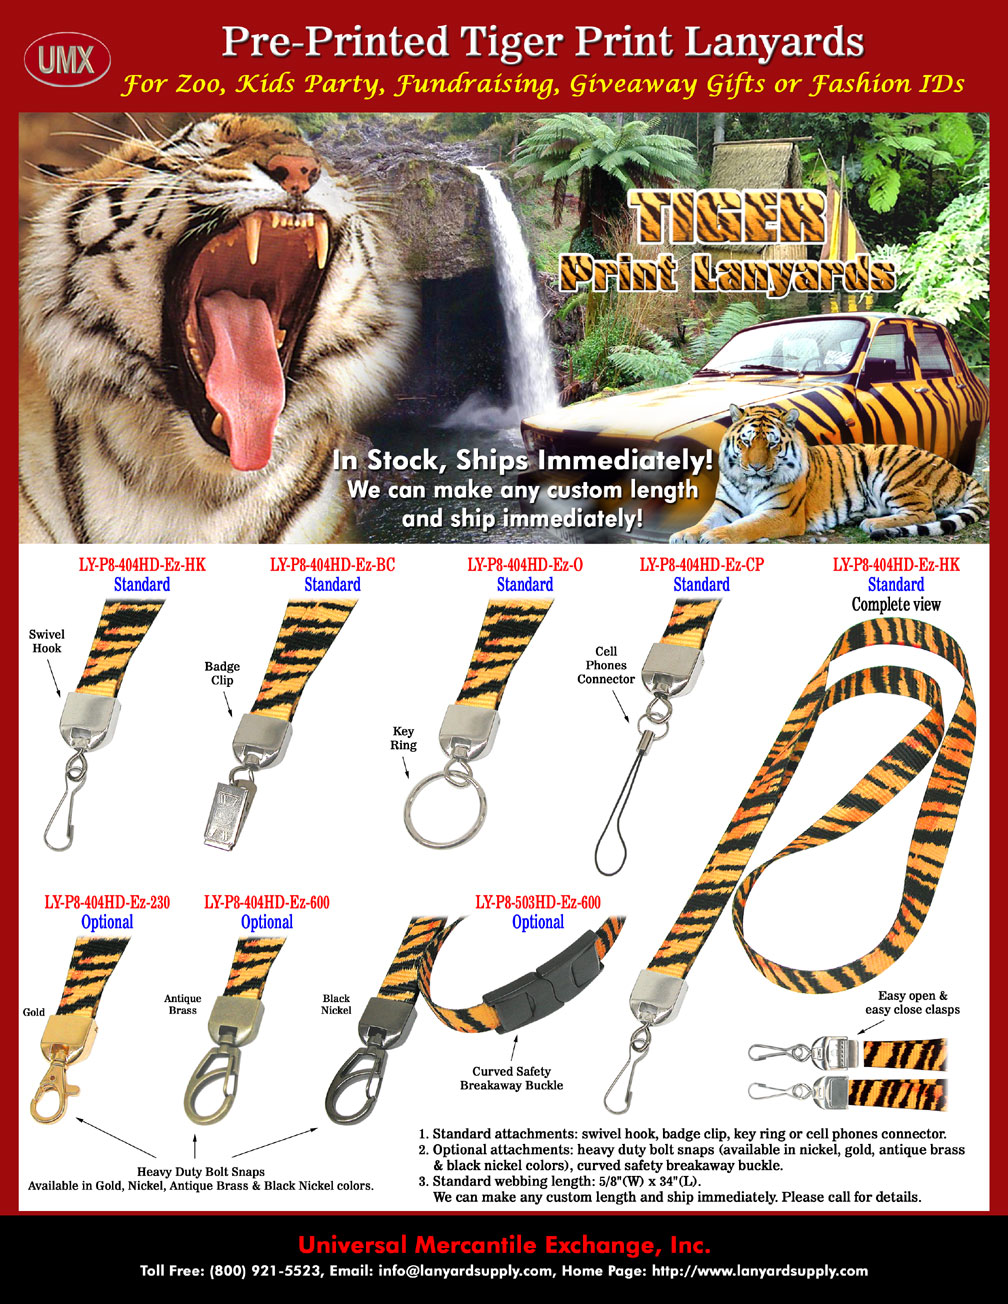 UMX
Pre-Printed Tiger Print Lanyards
For Zoo, Kids Party, Fundraising, Giveaway Gifts or Fashion IDs
TIGER
Print Lanyards
In Stock, Ships Immediately!
We can make any custom length
and ship immediately!
LY-P8-404HD-Ez-HK
Standard
LY-P8-404HD-Ez-BC
Standard
LY-P8-404HD-Ez-O
Standard
LY-P8-404HD-Ez-CP
Standard
LY-P8-404HD-Ez-HK
Standard
Complete view
Swivel
Hook
Badge
Clip
Key
Ring
Cell
Phones
Connector
LY-P8-404HD-Ez-230
Optional
LY-P8-404HD-Ez-600
Optional
LY-P8-503HD-Ez-600
Optional
Gold
Antique
Brass
Black
Nickel
Curved Safety
Breakaway Buckle
Easy open &
easy close clasps
Heavy Duty Bolt Snaps
Available in Gold, Nickel, Antique Brass & Black Nickel colors.
1. Standard attachments: swivel hook, badge clip, key ring or cell phones connector.
2. Optional attachments: heavy duty bolt snaps (available in nickel, gold, antique brass
& black nickel colors), curved safety breakaway buckle.
3. Standard webbing length: 5/8"(W) x 34"(L).
We can make any custom length and ship immediately. Please call for details.
Universal Mercantile Exchange, Inc.
Toll Free: (800) 921-5523, Email: info@lanyardsupply.com, Home Page: http://www.lanyardsupply.com